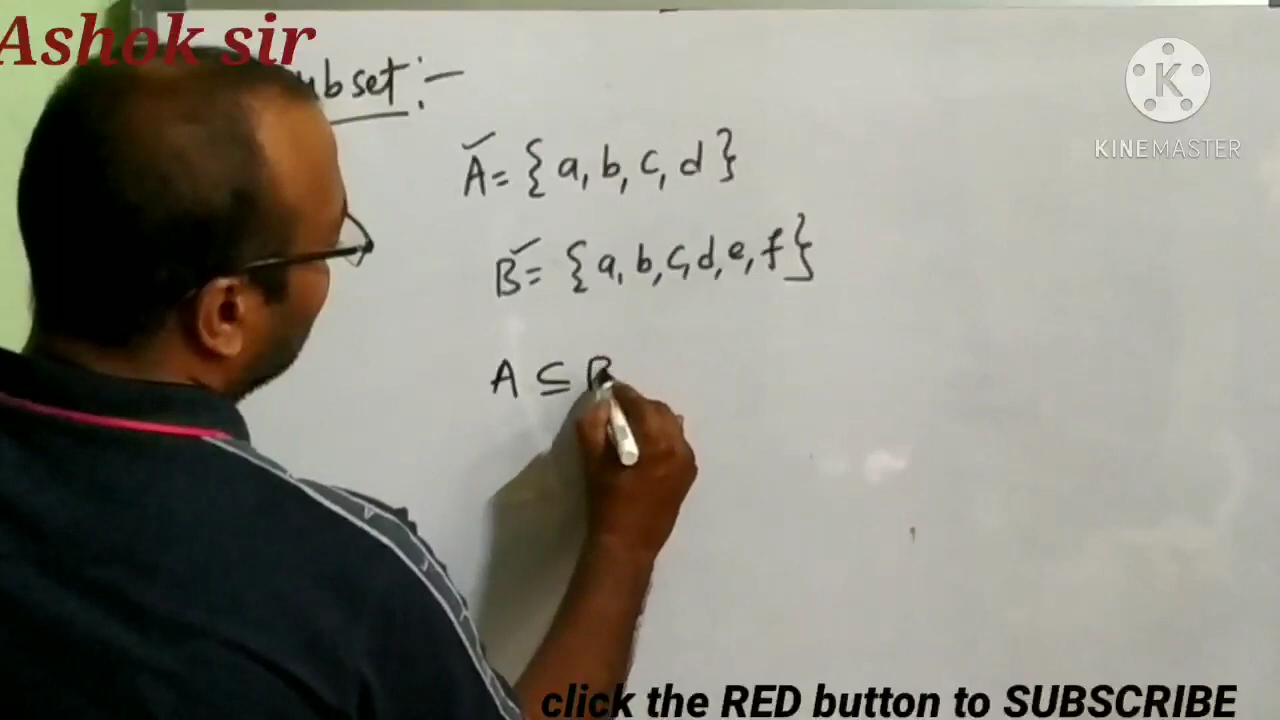 Ashok sir
ubset:-
A = { a, b, c, d }
B = { a, b, c, d, e, f }
A ⊆ B
KINEMASTER
click the RED button to SUBSCRIBE